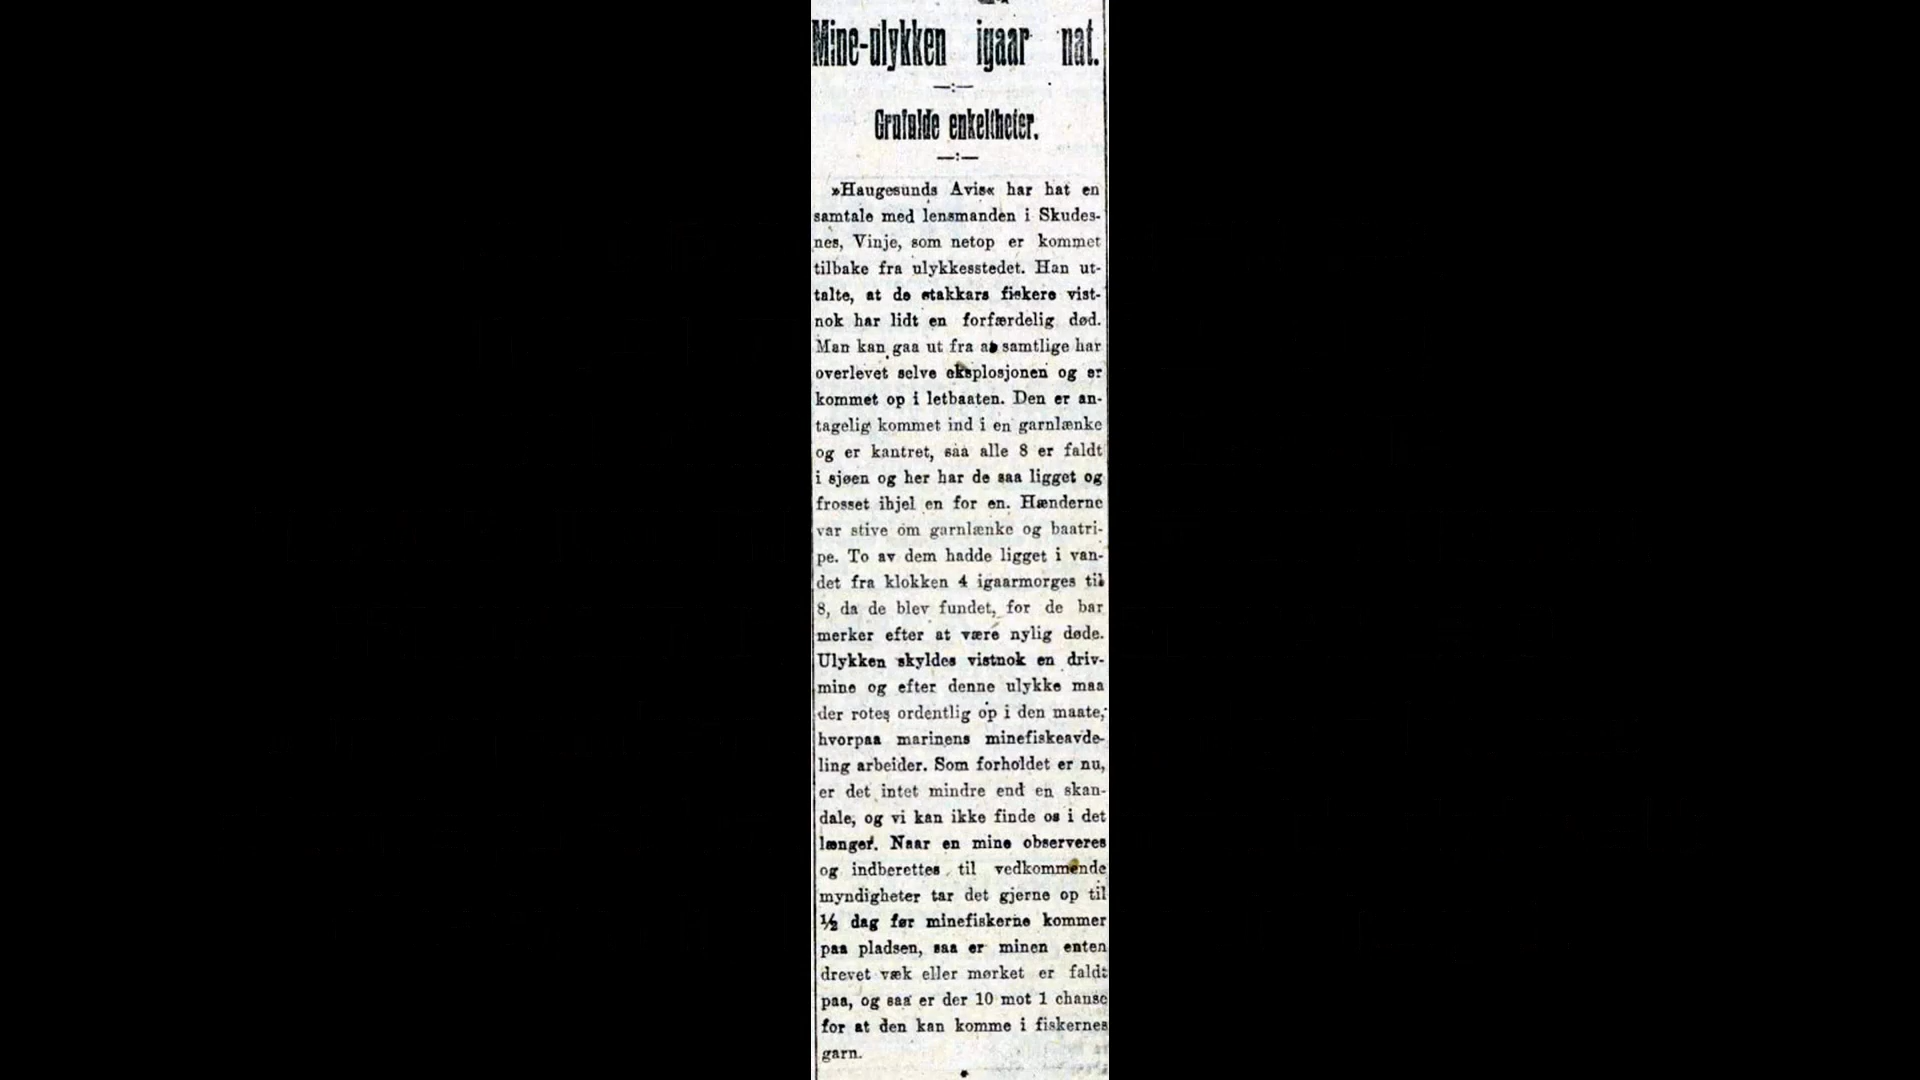 Mine-ulykken igaar nat.
—:—
Grufulde enkeltheter.
—:—
»Haugesunds Avis« har hat en
samtale med lensmanden i Skudes-
nes, Vinje, som netop er kommet
tilbake fra ulykkesstedet. Han ut-
talte, at de stakkars fiskere vist-
nok har lidt en forfærdelig død.
Man kan gaa ut fra at samtlige har
overlevet selve eksplosjonen og er
kommet op i letbaaten. Den er an-
tagelig kommet ind i en garnlænke
og er kantret, saa alle 8 er faldt
i sjøen og her har de saa ligget og
frosset ihjel en for en. Hænderne
var stive om garnlænke og baatri-
pe. To av dem hadde ligget i van-
det fra klokken 4 igaarmorges til
8, da de blev fundet, for de bar
merker efter at være nylig døde.
Ulykken skyldes vistnok en driv-
mine og efter denne ulykke maa
der rotes ordentlig op i den maate,
hvorpaa marinens minefiskeavde-
ling arbeider. Som forholdet er nu,
er det intet mindre end en skan-
dale, og vi kan ikke finde os i det
længer. Naar en mine observeres
og indberettes til vedkommende
myndigheter tar det gjerne op til
½ dag før minefiskerne kommer
paa pladsen, saa er minen enten
drevet væk eller mørket er faldt
paa, og saa er der 10 mot 1 chanse
for at den kan komme i fiskernes
garn.